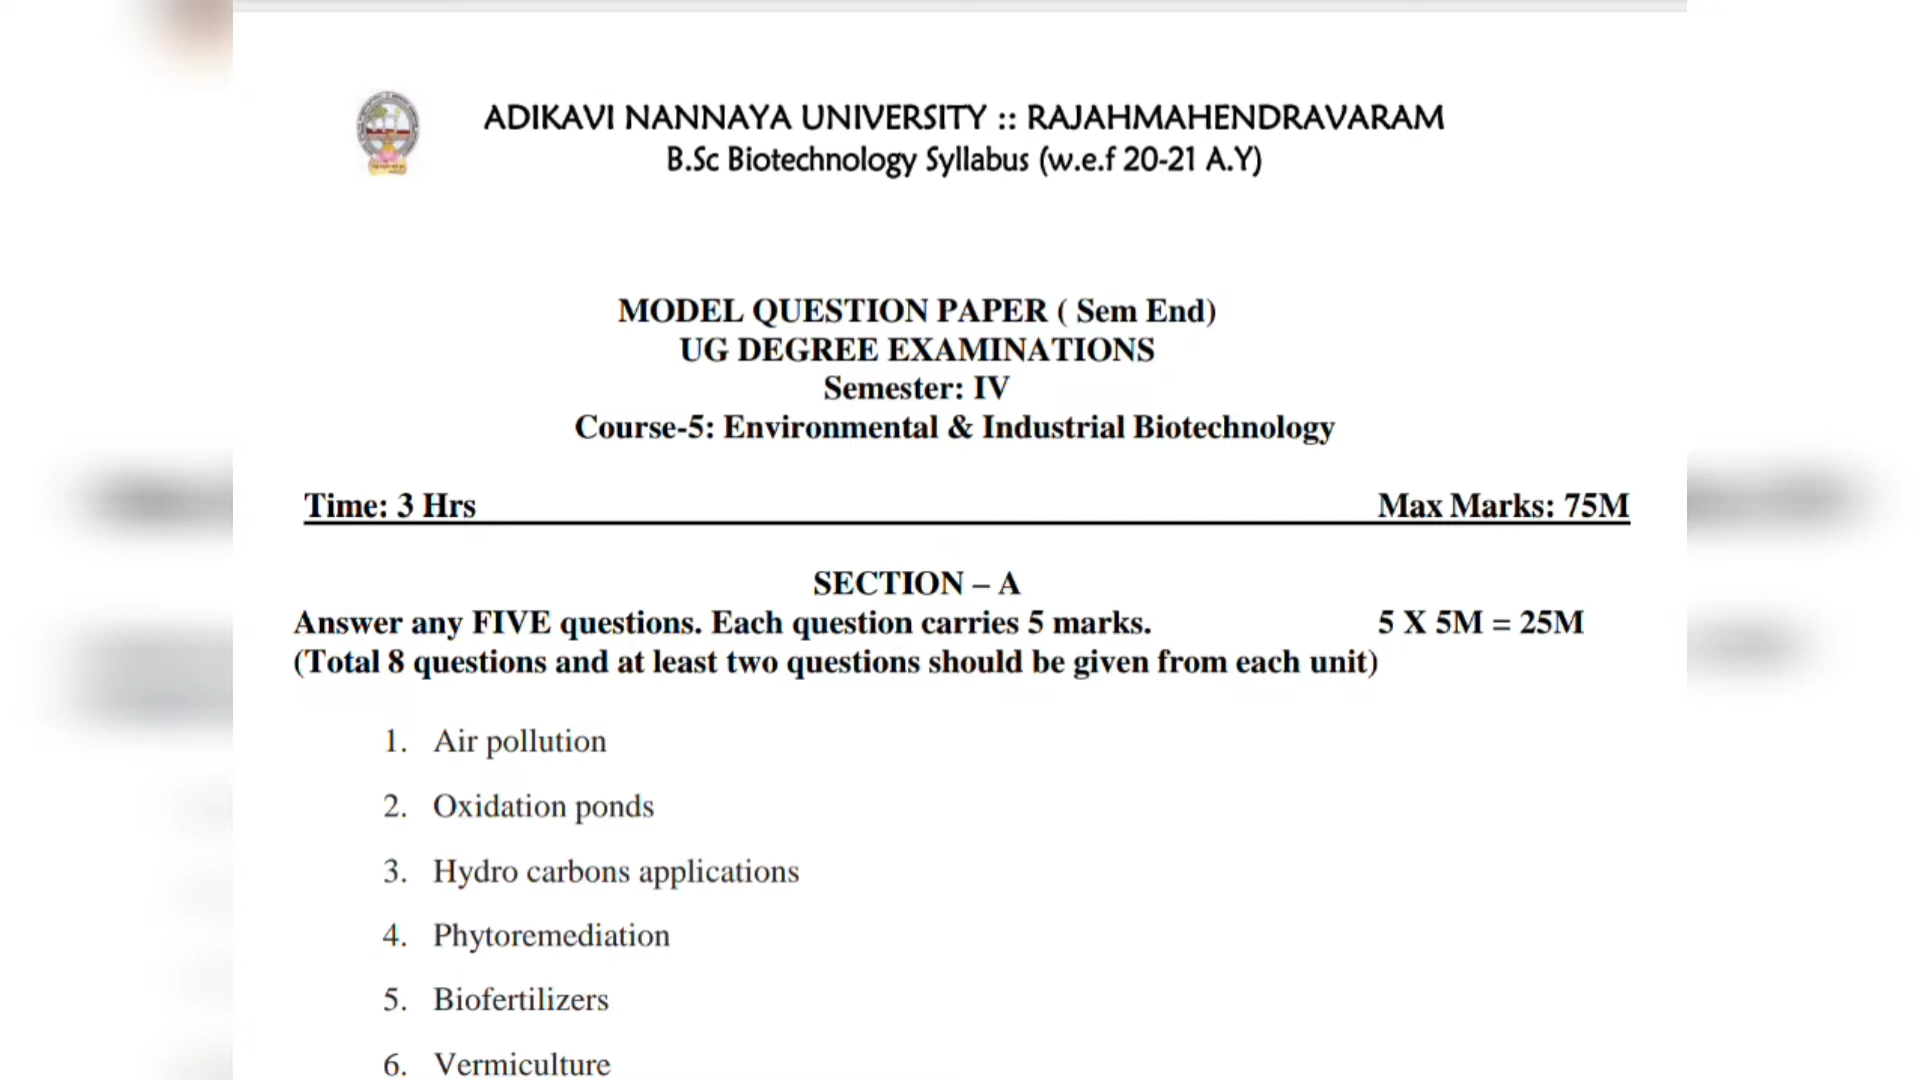 ADIKAVI NANNAYA UNIVERSITY :: RAJAHMAHENDRAVARAM
B.Sc Biotechnology Syllabus (w.e.f 20-21 A.Y)
MODEL QUESTION PAPER ( Sem End)
UG DEGREE EXAMINATIONS
Semester: IV
Course-5: Environmental & Industrial Biotechnology
Time: 3 Hrs Max Marks: 75M
SECTION – A
Answer any FIVE questions. Each question carries 5 marks. 5 X 5M = 25M
(Total 8 questions and at least two questions should be given from each unit)
1. Air pollution
2. Oxidation ponds
3. Hydro carbons applications
4. Phytoremediation
5. Biofertilizers
6. Vermiculture